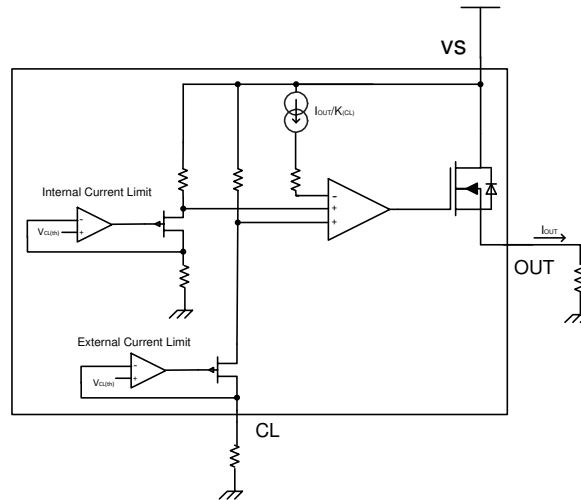 VS
IOUT/K(CL)
Internal Current Limit
-
+
+
-
+
VCL(th)
IOUT
OUT
External Current Limit
-
+
VCL(th)
CL